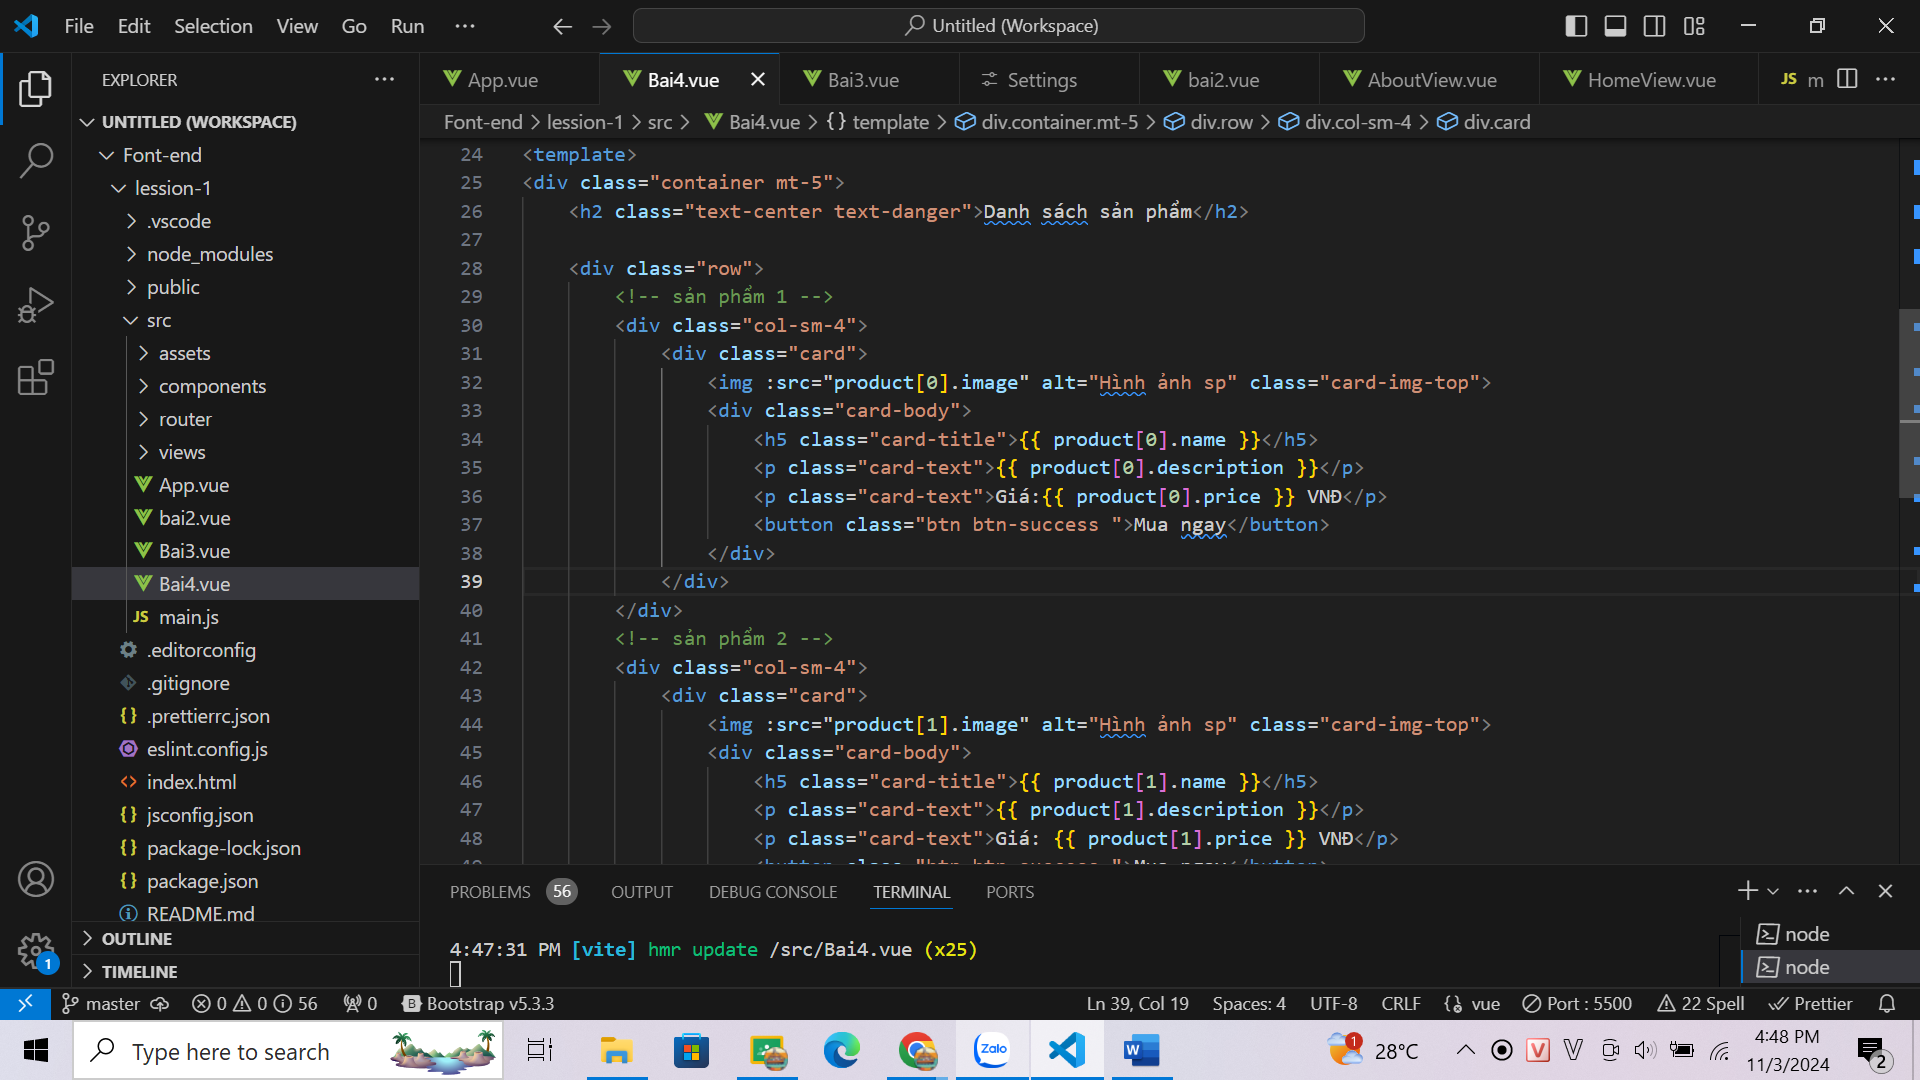 File Edit Selection View Go Run ··· Untitled (Workspace)
EXPLORER ···
App.vue Bai4.vue Bai3.vue Settings bai2.vue AboutView.vue HomeView.vue JS m ···
Font-end > lession-1 > src > Bai4.vue > {} template > div.container.mt-5 > div.row > div.col-sm-4 > div.card
UNTITLED (WORKSPACE)
Font-end
lession-1
.vscode
node_modules
public
src
assets
components
router
views
App.vue
bai2.vue
Bai3.vue
Bai4.vue
JS main.js
.editorconfig
.gitignore
{} .prettierrc.json
eslint.config.js
<> index.html
{} jsconfig.json
{} package-lock.json
{} package.json
README.md
OUTLINE
TIMELINE
1
24 <template>
25 <div class="container mt-5">
26 <h2 class="text-center text-danger">Danh sách sản phẩm</h2>
27
28 <div class="row">
29 <!-- sản phẩm 1 -->
30 <div class="col-sm-4">
31 <div class="card">
32 <img :src="product[0].image" alt="Hình ảnh sp" class="card-img-top">
33 <div class="card-body">
34 <h5 class="card-title">{{ product[0].name }}</h5>
35 <p class="card-text">{{ product[0].description }}</p>
36 <p class="card-text">Giá:{{ product[0].price }} VNĐ</p>
37 <button class="btn btn-success ">Mua ngay</button>
38 </div>
39 </div>
40 </div>
41 <!-- sản phẩm 2 -->
42 <div class="col-sm-4">
43 <div class="card">
44 <img :src="product[1].image" alt="Hình ảnh sp" class="card-img-top">
45 <div class="card-body">
46 <h5 class="card-title">{{ product[1].name }}</h5>
47 <p class="card-text">{{ product[1].description }}</p>
48 <p class="card-text">Giá: {{ product[1].price }} VNĐ</p>
PROBLEMS 56 OUTPUT DEBUG CONSOLE TERMINAL PORTS
4:47:31 PM [vite] hmr update /src/Bai4.vue (x25)
node
node
master 0 0 56 0 B Bootstrap v5.3.3 Ln 39, Col 19 Spaces: 4 UTF-8 CRLF vue Port : 5500 22 Spell Prettier
Type here to search Zalo W 1 28°C V 4:48 PM
11/3/2024 2